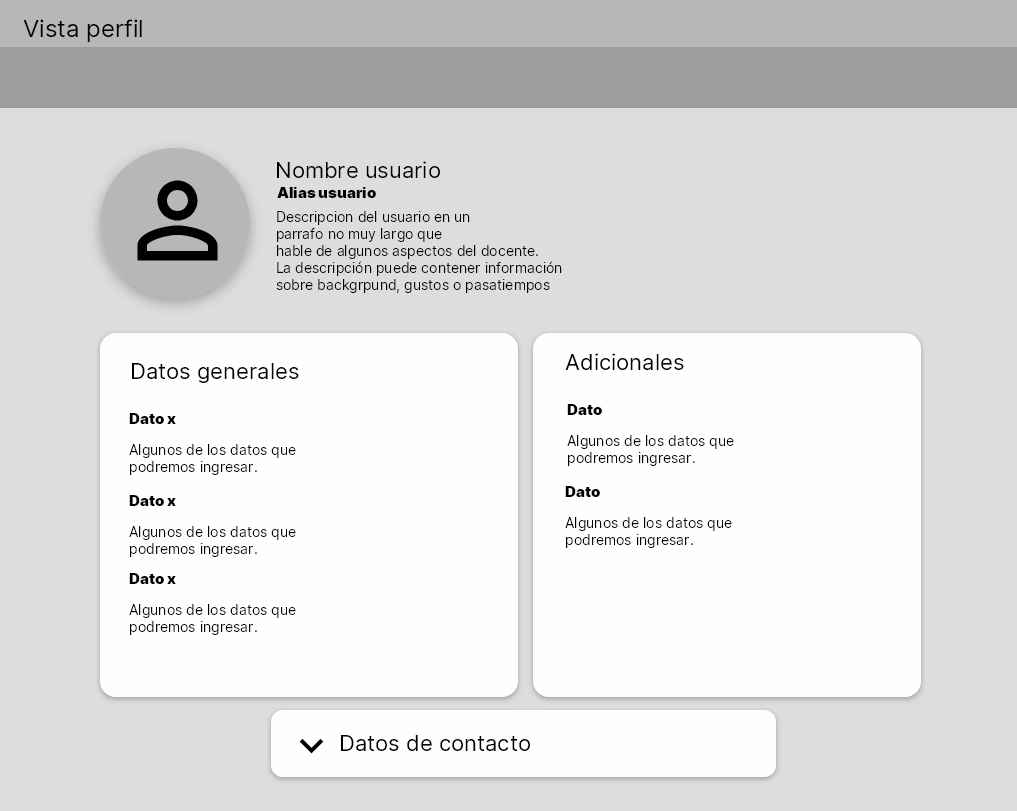 Vista perfil
Nombre usuario
Alias usuario
Descripcion del usuario en un
parrafo no muy largo que
hable de algunos aspectos del docente.
La descripción puede contener información
sobre backgrpund, gustos o pasatiempos
Datos generales
Dato x
Algunos de los datos que
podremos ingresar.
Dato x
Algunos de los datos que
podremos ingresar.
Dato x
Algunos de los datos que
podremos ingresar.
Adicionales
Dato
Algunos de los datos que
podremos ingresar.
Dato
Algunos de los datos que
podremos ingresar.
Datos de contacto